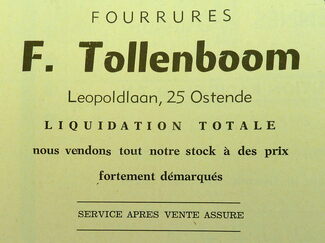 FOURRURES
F. Tollenboom
Leopoldlaan, 25 Ostende
LIQUIDATION TOTALE
nous vendons tout notre stock à des prix
fortement démarqués
SERVICE APRES VENTE ASSURE